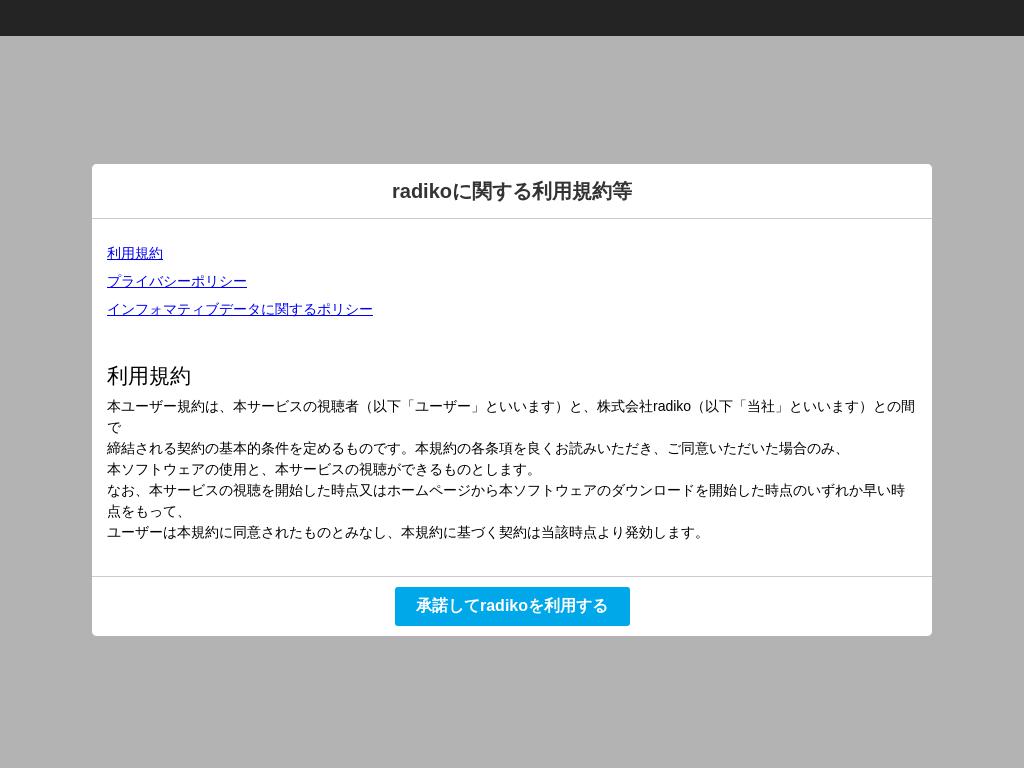 radikoに関する利用規約等
利用規約
プライバシーポリシー
インフォマティブデータに関するポリシー
利用規約
本ユーザー規約は、本サービスの視聴者（以下「ユーザー」といいます）と、株式会社radiko（以下「当社」といいます）との間
で
締結される契約の基本的条件を定めるものです。本規約の各条項を良くお読みいただき、ご同意いただいた場合のみ、
本ソフトウェアの使用と、本サービスの視聴ができるものとします。
なお、本サービスの視聴を開始した時点又はホームページから本ソフトウェアのダウンロードを開始した時点のいずれか早い時
点をもって、
ユーザーは本規約に同意されたものとみなし、本規約に基づく契約は当該時点より発効します。
承諾してradikoを利用する